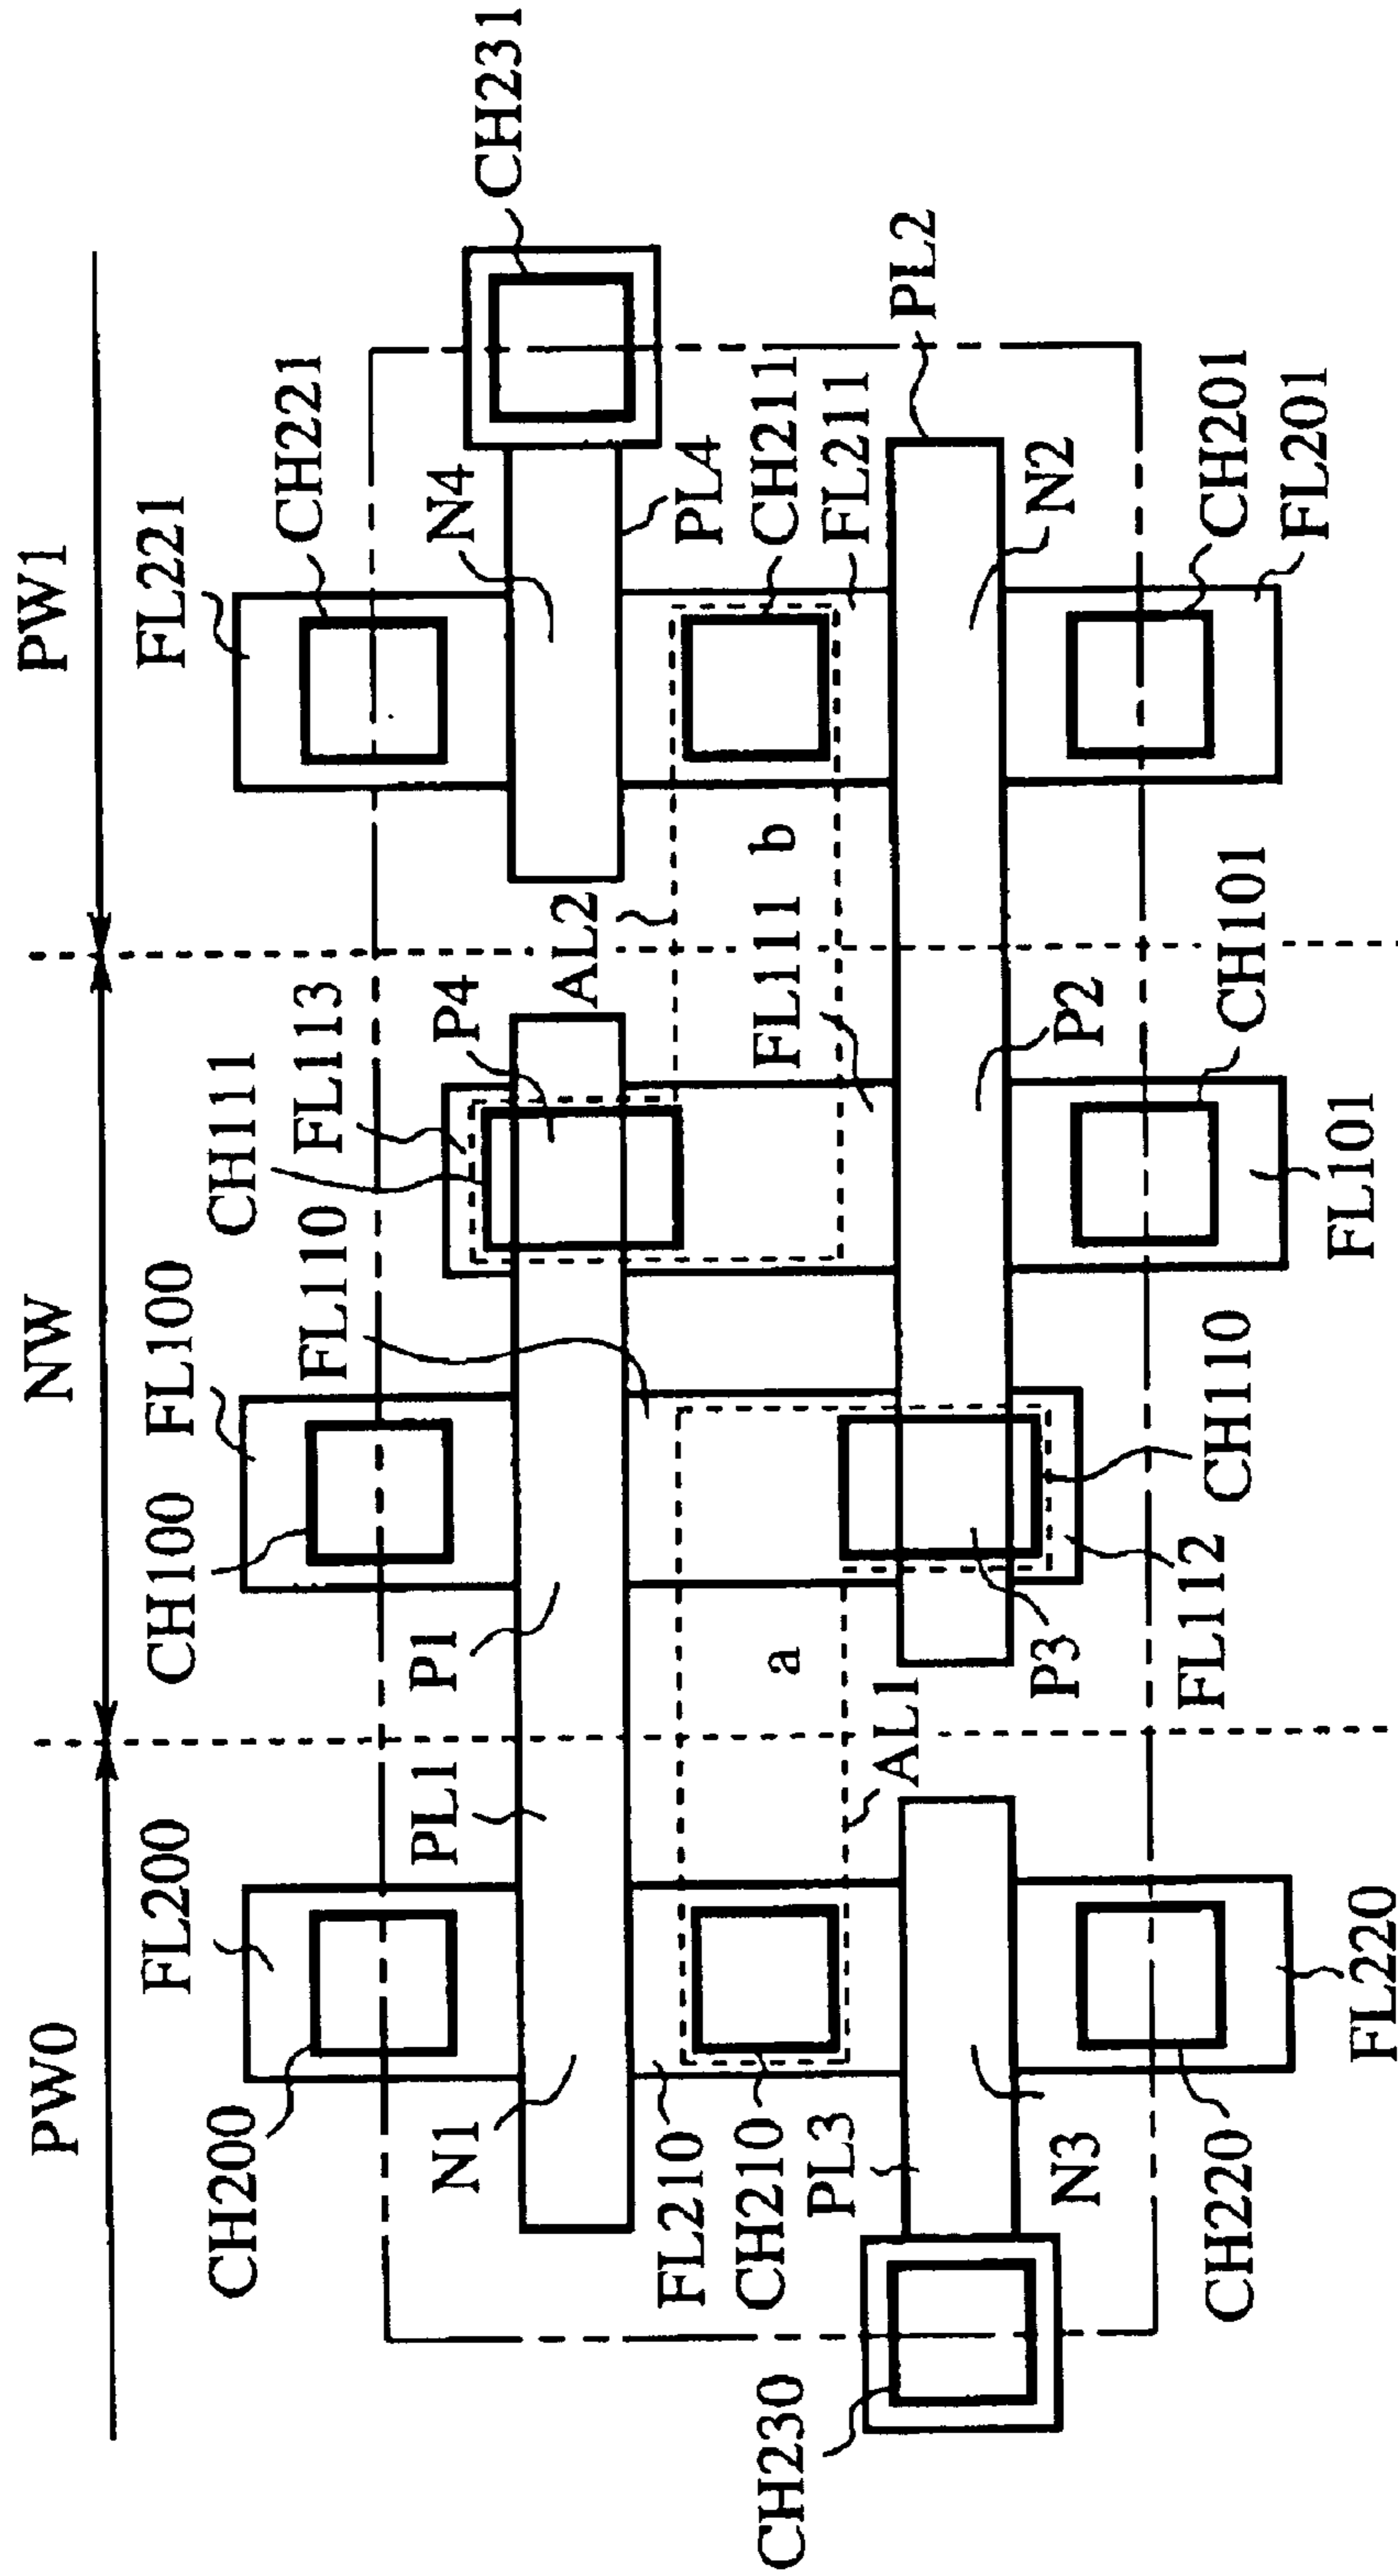 PW0
NW
PW1
FL200
CH100
FL100
FL110
CH111
FL113
P4
AL2
FL221
CH221
N4
CH231
CH200
N1
PL1
P1
PL4
CH211
FL211
PL2
FL210
CH210
PL3
a
AL1
FL111
b
N2
CH230
N3
CH220
FL220
P3
FL112
CH110
P2
FL101
CH101
CH201
FL201